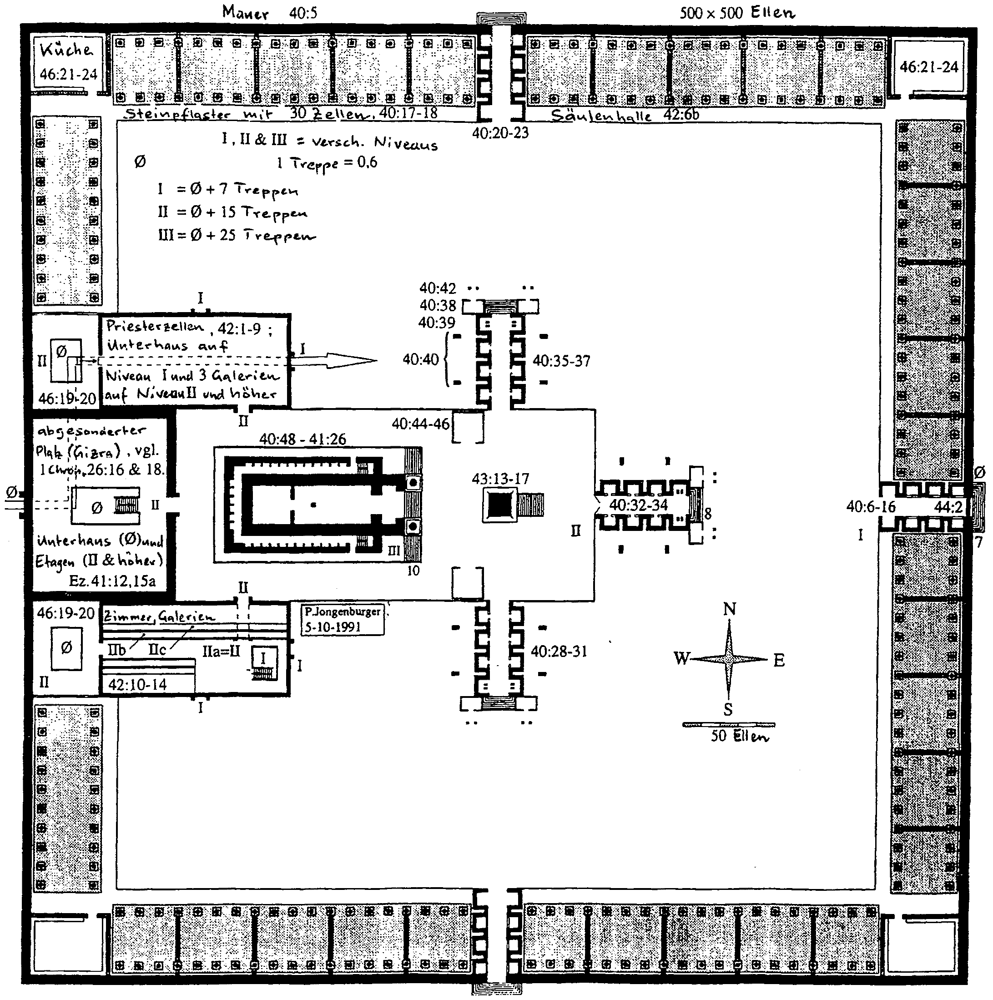 Mauer 40:5
500 x 500 Ellen
Küche
46:21-24
46:21-24
Steinpflaster mit 30 Zellen, 40:17-18
Säulenhalle 42:6b
40:20-23
I, II & III = versch. Niveaus
Ø
1 Treppe = 0,6
I = Ø + 7 Treppen
II = Ø + 15 Treppen
III = Ø + 25 Treppen
40:42
40:38
40:39
40:40
40:35-37
I
Priesterzellen, 42:1-9 ;
Unterhaus auf
Niveau I und 3 Galerien
auf Niveau II und höher
I
Ø
II
46:19-20
II
abgesonderter
Platz (Gizra), vgl.
1 Chron. 26:16 & 18.
Ø
Ø
II
Unterhaus (Ø) und
Etagen (II & höher)
Ez. 41:12,15a
40:44-46
40:48 - 41:26
43:13-17
III
10
II
40:32-34
8
40:6-16
44:2
I
Ø
7
II
46:19-20
Ø
II
Zimmer, Galerien
IIb
IIc
IIa=II
I
I
42:10-14
I
P.Jongenburger
5-10-1991
40:28-31
N
W
E
S
50 Ellen